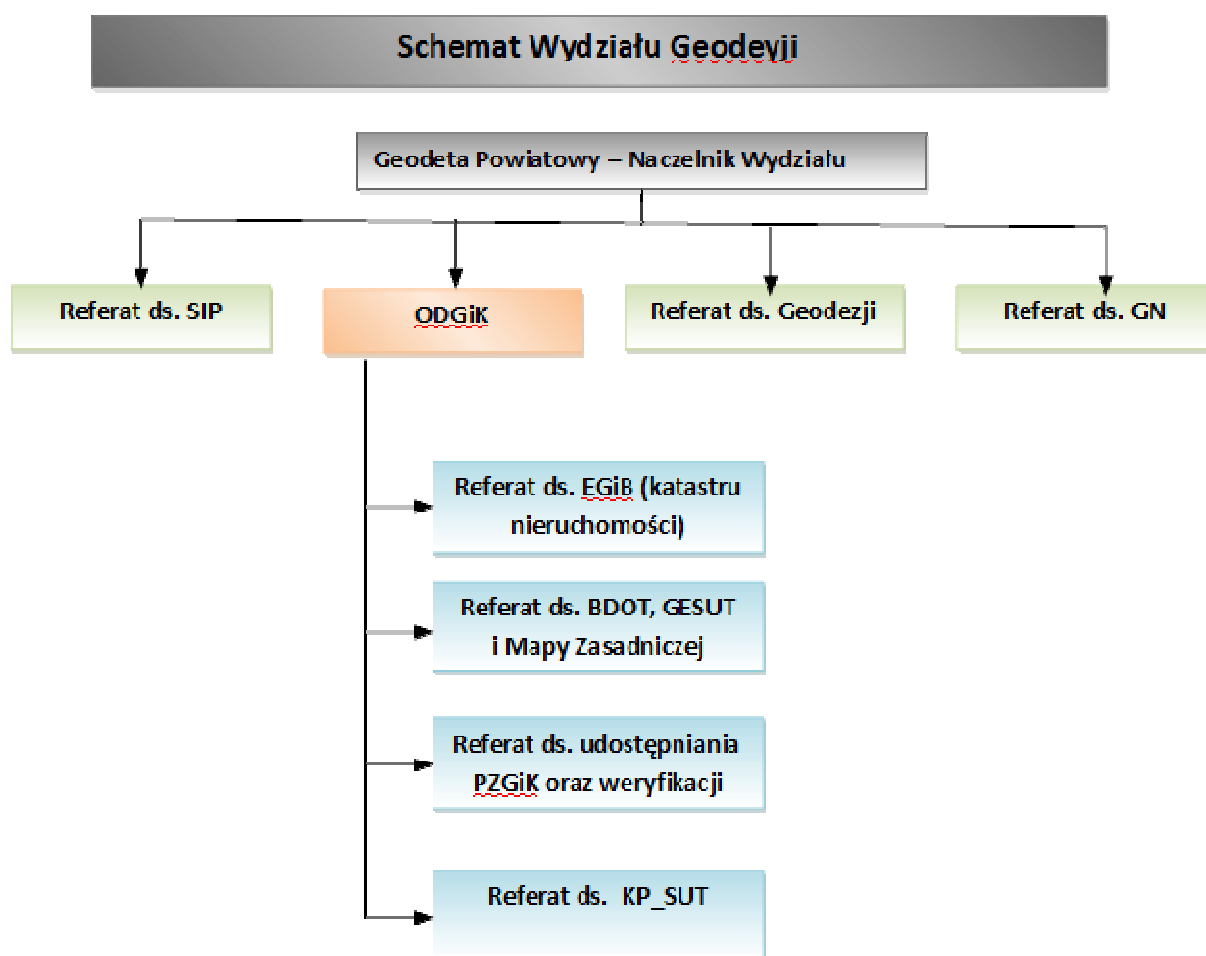 Schemat Wydziału Geodeyji
Geodeta Powiatowy – Naczelnik Wydziału
Referat ds. SIP
ODGiK
Referat ds. Geodezji
Referat ds. GN
Referat ds. EGiB (katastru
nieruchomości)
Referat ds. BDOT, GESUT
i Mapy Zasadniczej
Referat ds. udostępniania
PZGiK oraz weryfikacji
Referat ds. KP_SUT